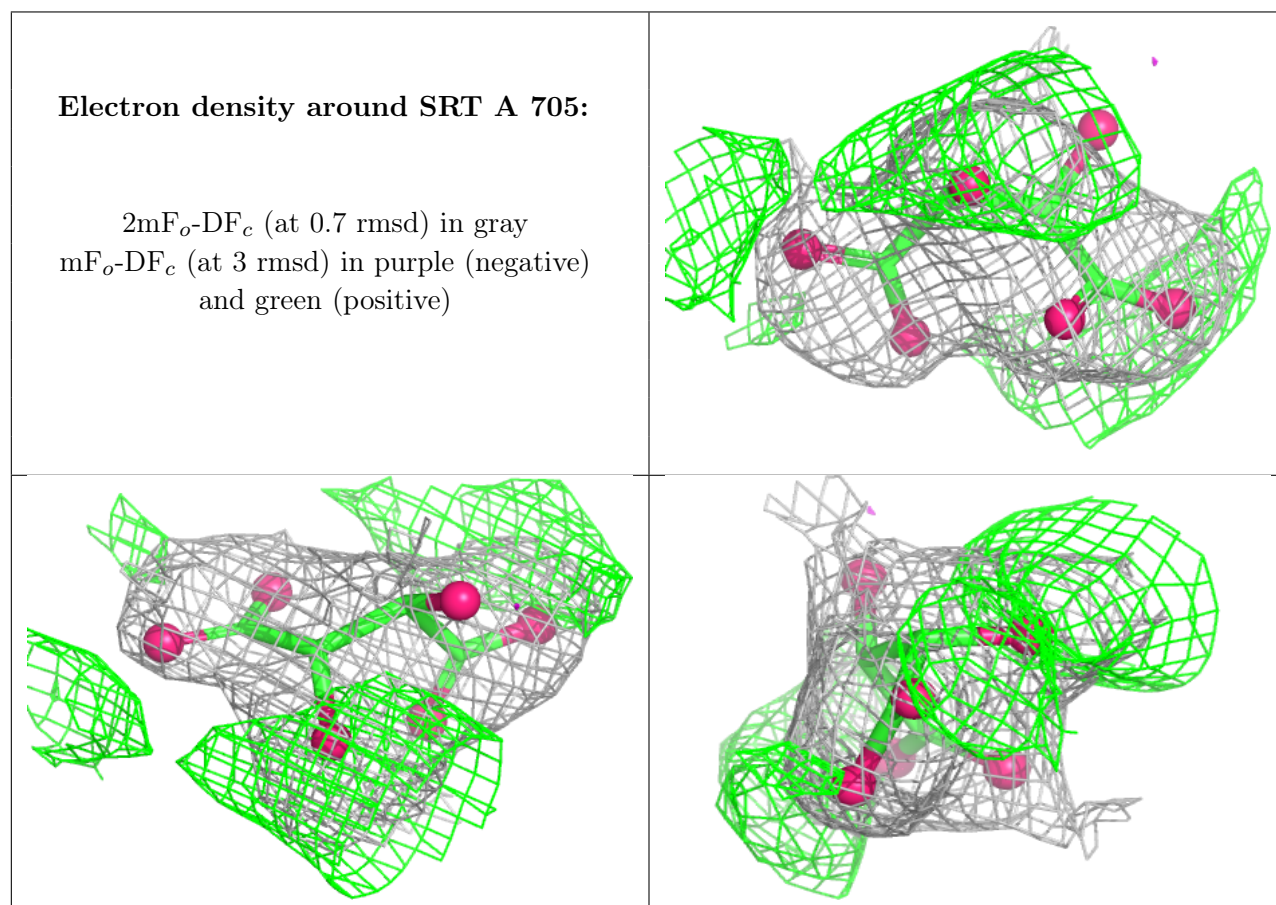 Electron density around SRT A 705:
2mFo-DFc (at 0.7 rmsd) in gray
mFo-DFc (at 3 rmsd) in purple (negative)
and green (positive)